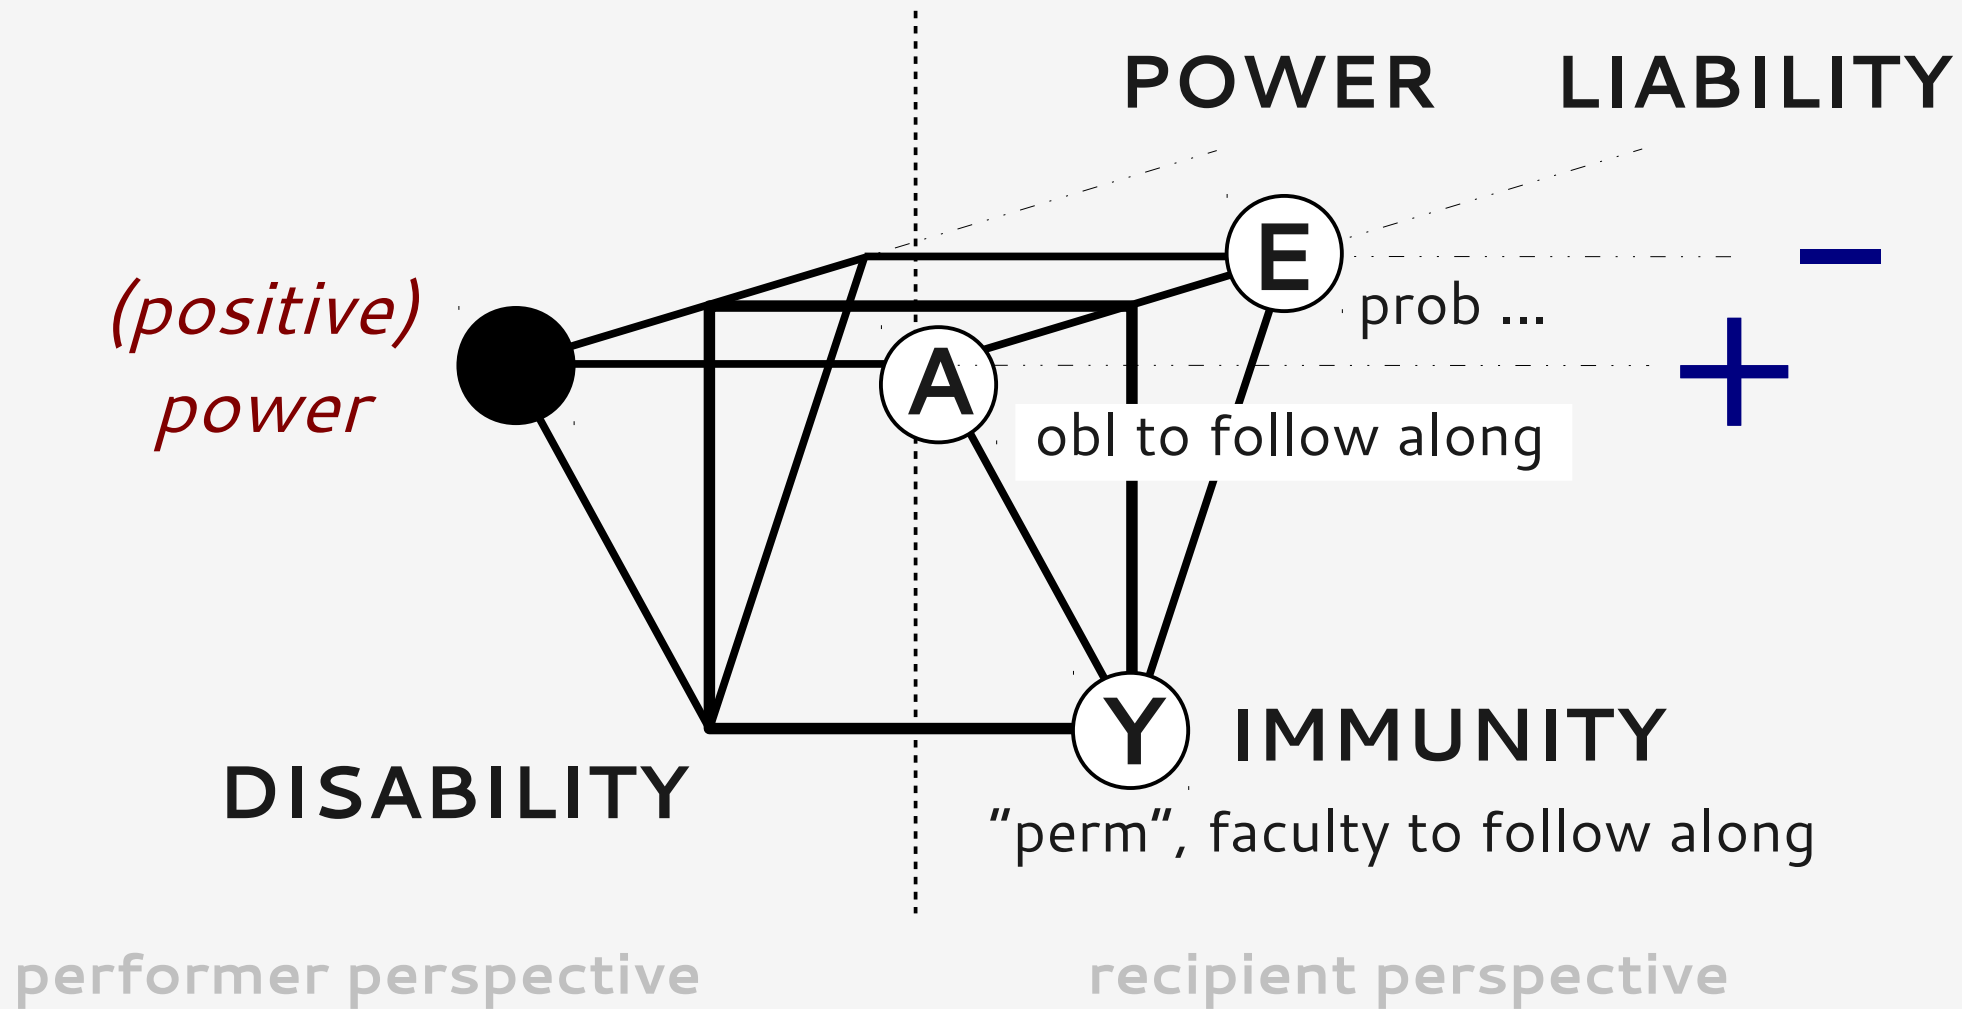 POWER LIABILITY
E
−
(positive)
prob ...
+
A
power
obl to follow along
Y
IMMUNITY
DISABILITY
“perm“, faculty to follow along
performer perspective
recipient perspective